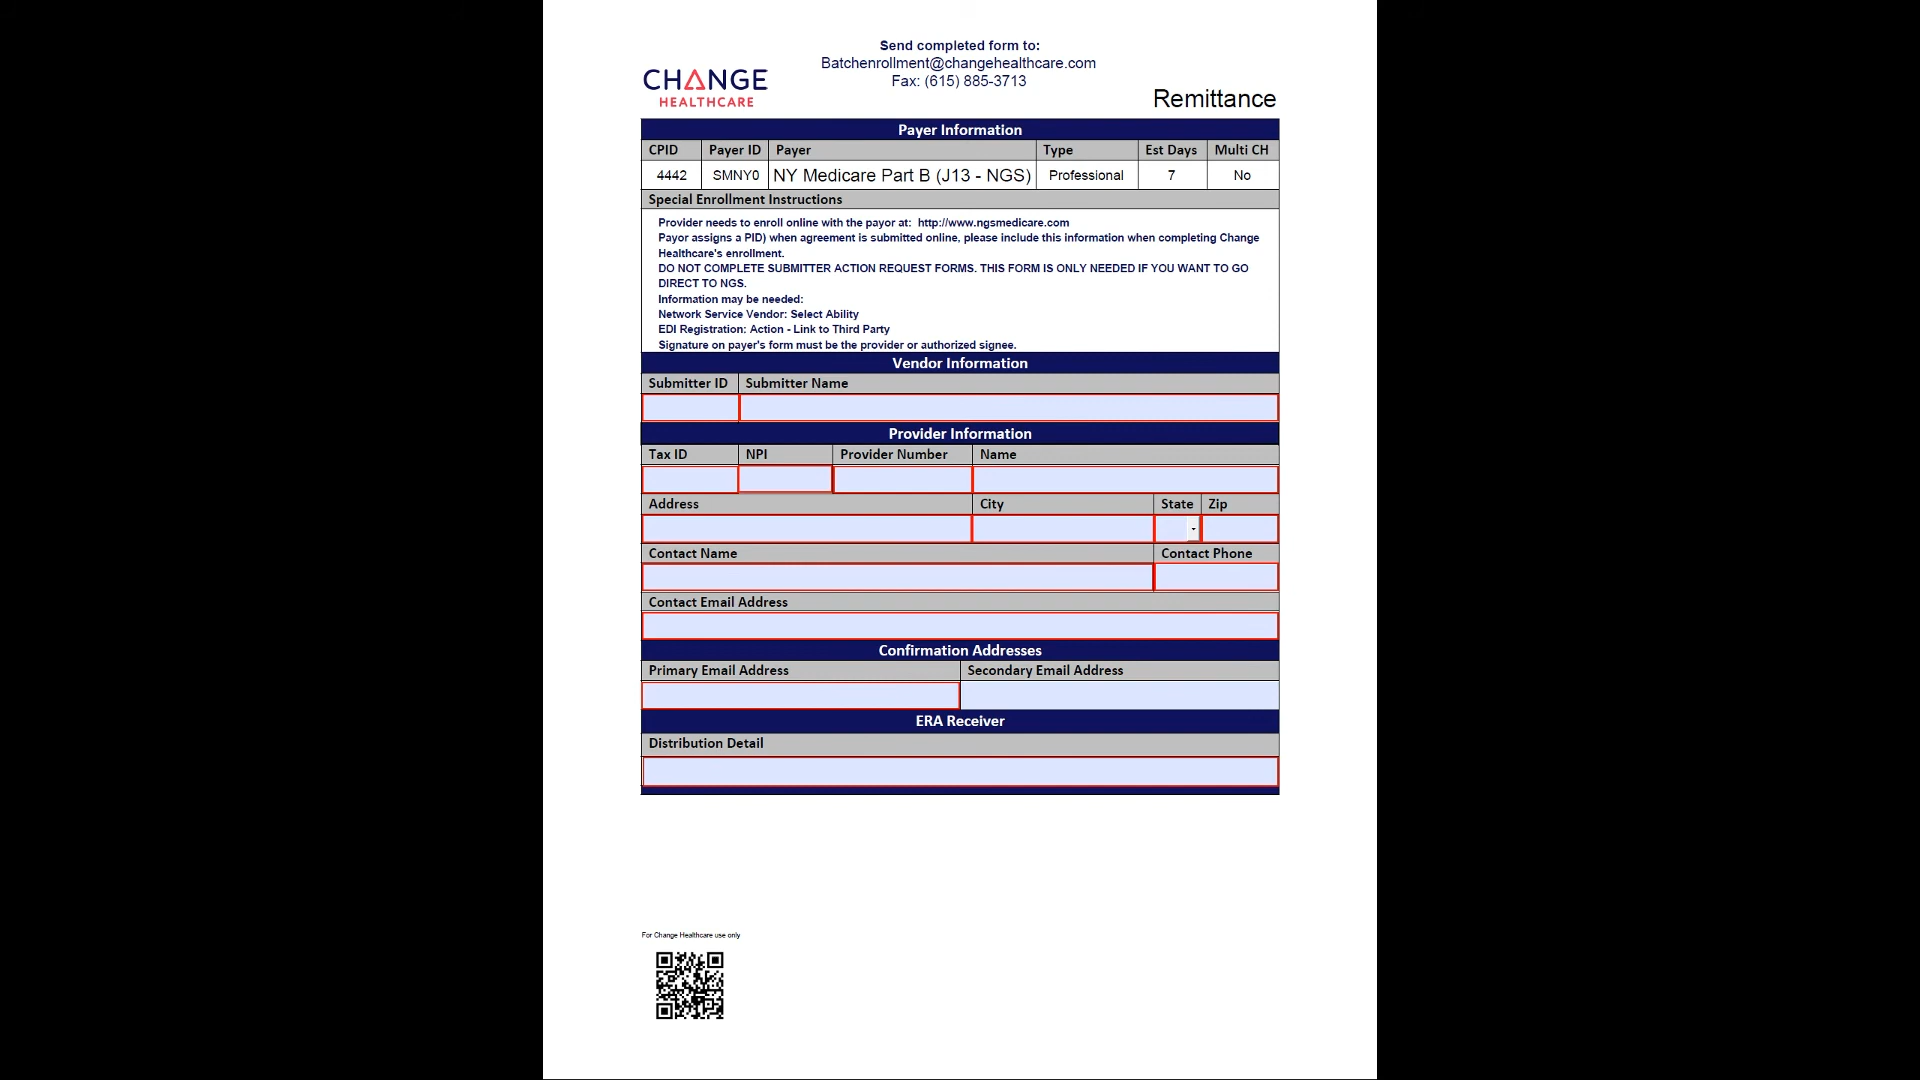 Send completed form to:
Batchenrollment@changehealthcare.com
Fax: (615) 885-3713
CHANGE
HEALTHCARE
Remittance
Payer Information
CPID Payer ID Payer Type Est Days Multi CH
4442 SMNY0 NY Medicare Part B (J13 - NGS) Professional 7 No
Special Enrollment Instructions
Provider needs to enroll online with the payor at: http://www.ngsmedicare.com
Payor assigns a PID) when agreement is submitted online, please include this information when completing Change
Healthcare's enrollment.
DO NOT COMPLETE SUBMITTER ACTION REQUEST FORMS. THIS FORM IS ONLY NEEDED IF YOU WANT TO GO
DIRECT TO NGS.
Information may be needed:
Network Service Vendor: Select Ability
EDI Registration: Action - Link to Third Party
Signature on payer's form must be the provider or authorized signee.
Vendor Information
Submitter ID Submitter Name
Provider Information
Tax ID NPI Provider Number Name
Address City State Zip
Contact Name Contact Phone
Contact Email Address
Confirmation Addresses
Primary Email Address Secondary Email Address
ERA Receiver
Distribution Detail
For Change Healthcare use only